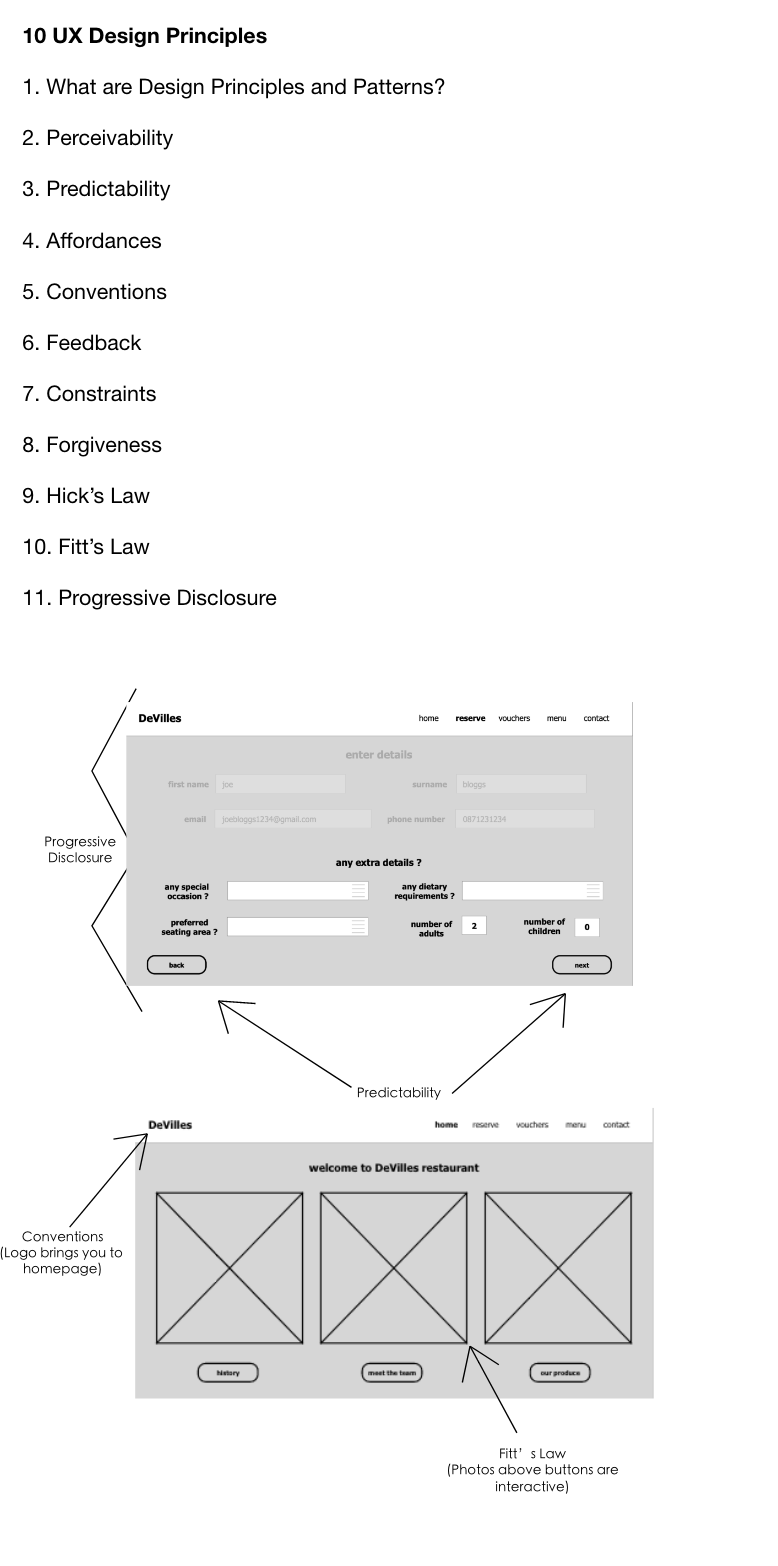 10 UX Design Principles
1. What are Design Principles and Patterns?
2. Perceivability
3. Predictability
4. Affordances
5. Conventions
6. Feedback
7. Constraints
8. Forgiveness
9. Hick’s Law
10. Fitt’s Law
11. Progressive Disclosure
DeVilles
home reserve vouchers menu contact
enter details
first name joe surname bloggs
email joebloggs1234@gmail.com phone number 0871231234
Progressive
Disclosure
any extra details ?
any special
occasion ?
any dietary
requirements ?
preferred
seating area ?
number of
adults
2
number of
children
0
back next
Predictability
DeVilles
home reserve vouchers menu contact
welcome to DeVilles restaurant
Conventions
(Logo brings you to
homepage)
history meet the team our produce
Fitt’ s Law
(Photos above buttons are
interactive)